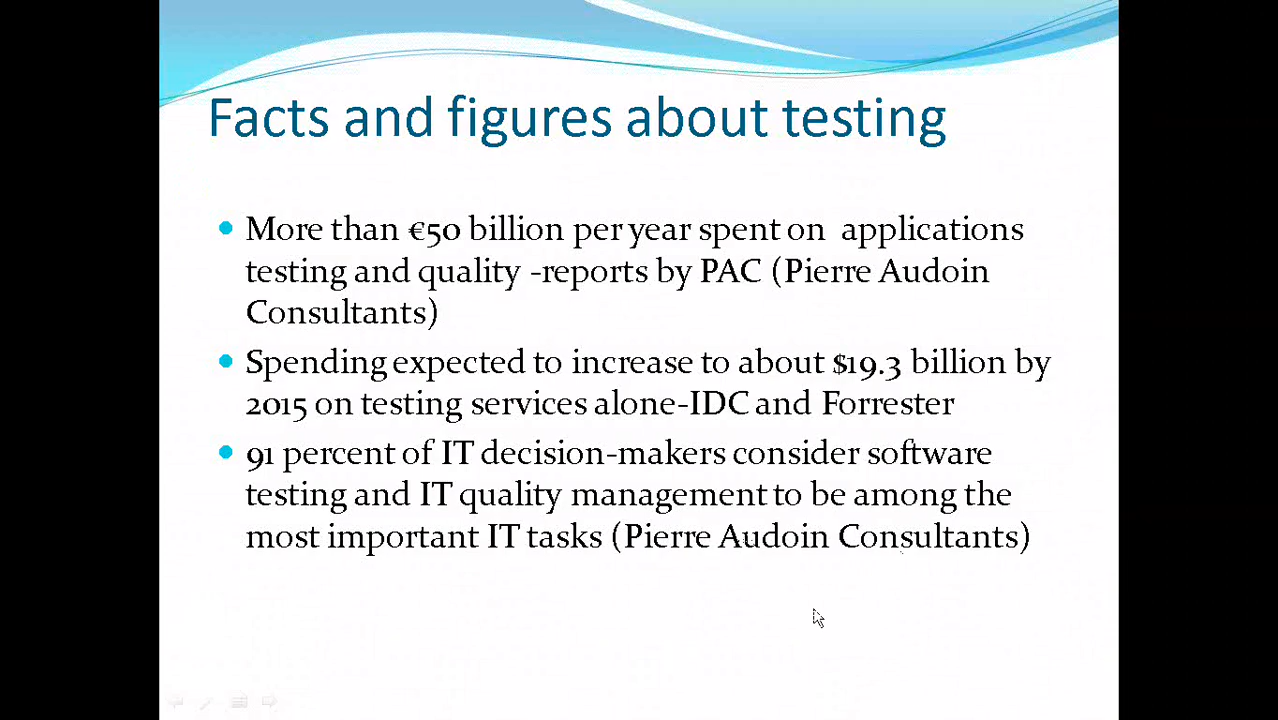 Facts and figures about testing
More than €50 billion per year spent on applications
testing and quality -reports by PAC (Pierre Audoin
Consultants)
Spending expected to increase to about $19.3 billion by
2015 on testing services alone-IDC and Forrester
91 percent of IT decision-makers consider software
testing and IT quality management to be among the
most important IT tasks (Pierre Audoin Consultants)